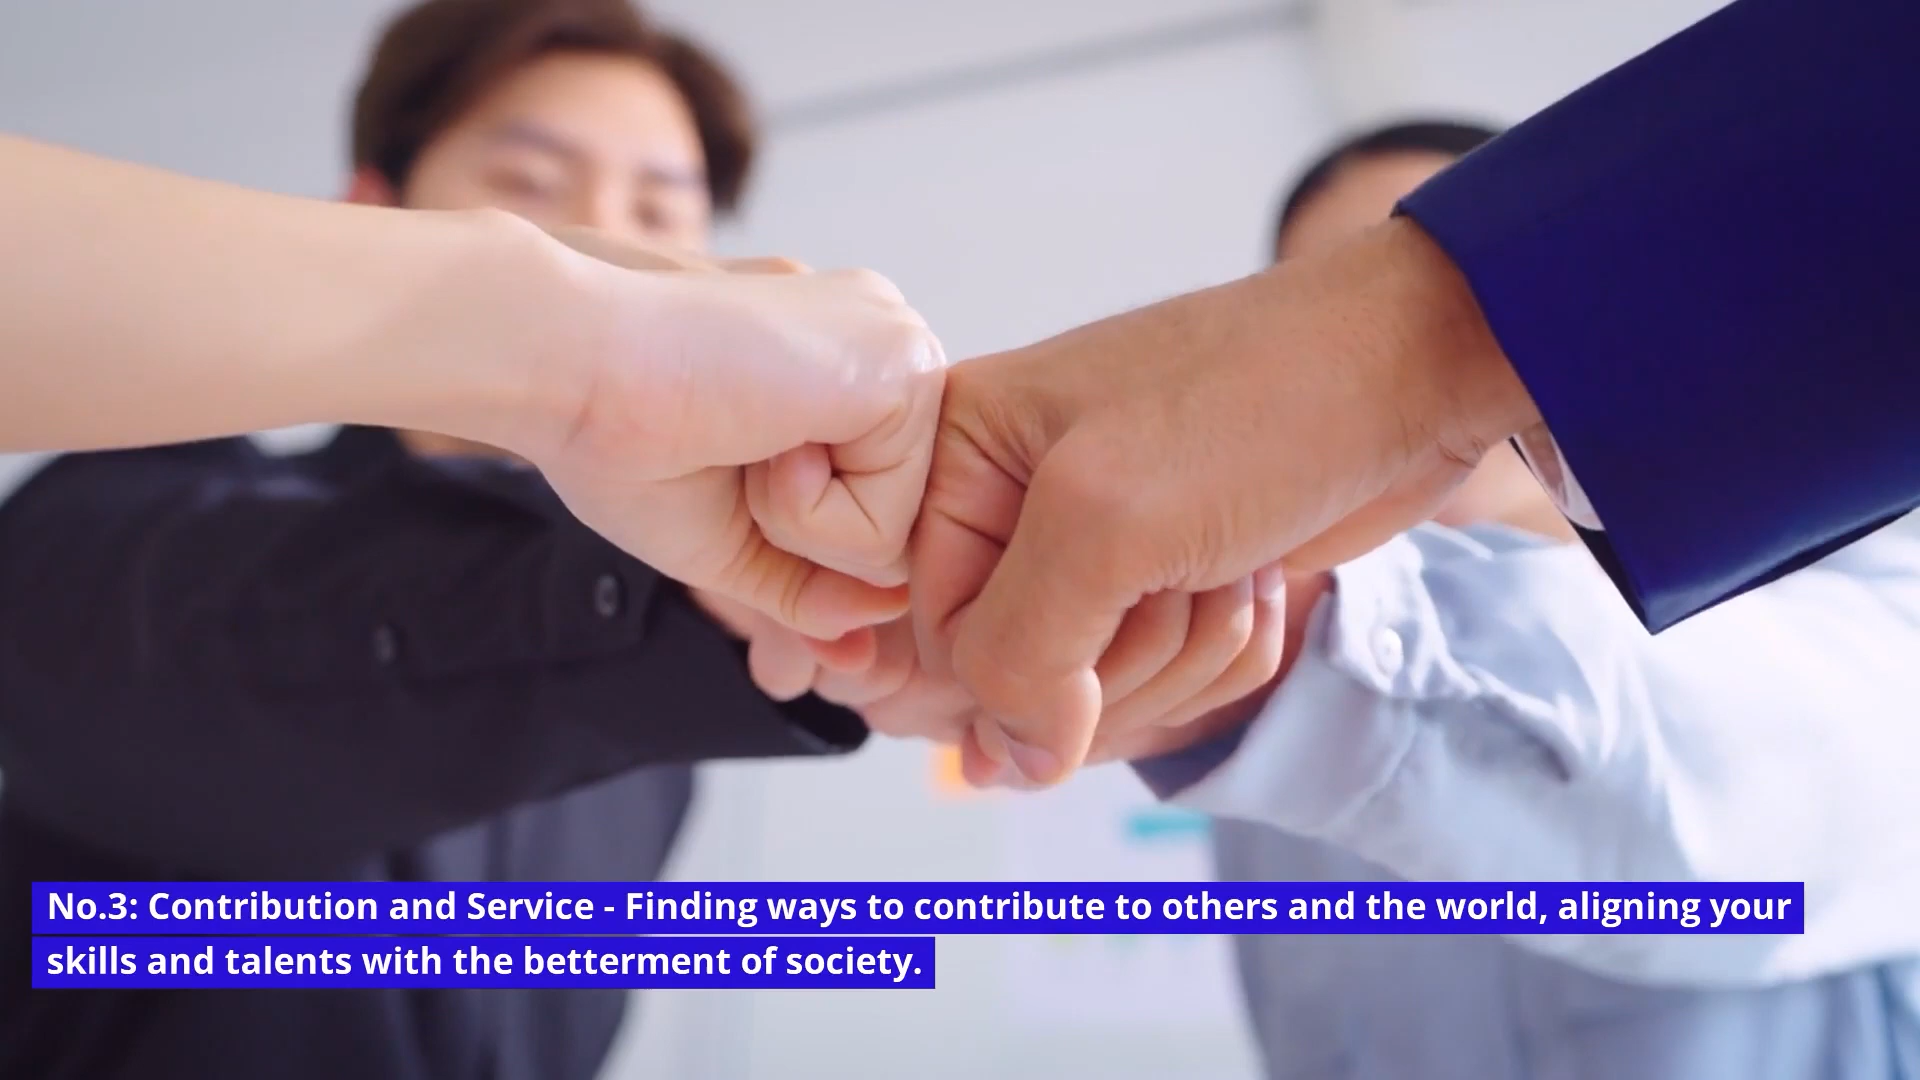 No.3: Contribution and Service - Finding ways to contribute to others and the world, aligning your
skills and talents with the betterment of society.